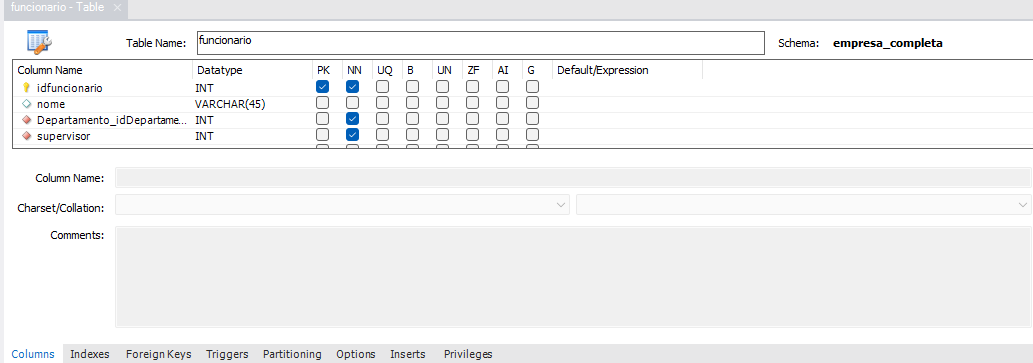 funcionario - Table ×
Table Name: funcionario Schema: empresa_completa
Column Name Datatype PK NN UQ B UN ZF AI G Default/Expression
idfuncionario INT
nome VARCHAR(45)
Departamento_idDepartame... INT
supervisor INT
Column Name:
Charset/Collation:
Comments:
Columns Indexes Foreign Keys Triggers Partitioning Options Inserts Privileges